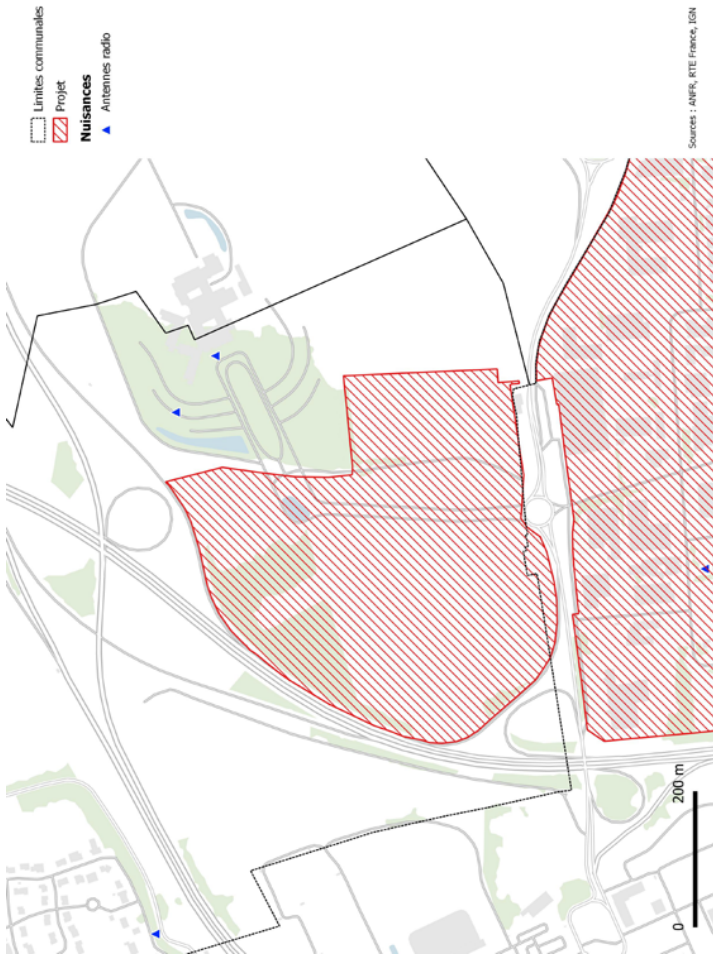 Limites communales
Projet
Nuisances
Antennes radio
Sources : ANFR, RTE France, IGN
0 200 m